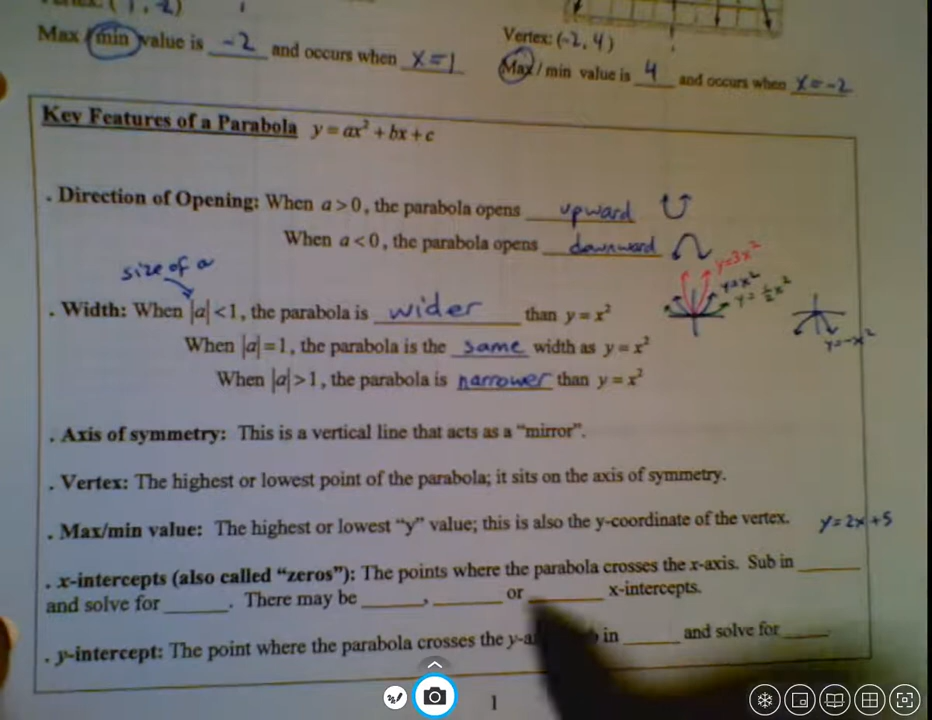 Max / min value is -2 and occurs when x=1
Vertex: (-2, 4)
Max / min value is 4 and occurs when x=-2
Key Features of a Parabola y = ax² + bx + c
. Direction of Opening: When a > 0, the parabola opens upward
When a < 0, the parabola opens downward
size of a
y=3x²
y=x²
y=½x²
. Width: When |a| < 1, the parabola is wider than y = x²
y=-x²
When |a| = 1, the parabola is the same width as y = x²
When |a| > 1, the parabola is narrower than y = x²
. Axis of symmetry: This is a vertical line that acts as a “mirror”.
. Vertex: The highest or lowest point of the parabola; it sits on the axis of symmetry.
. Max/min value: The highest or lowest “y” value; this is also the y-coordinate of the vertex. y=2x+5
. x-intercepts (also called “zeros”): The points where the parabola crosses the x-axis. Sub in ____
and solve for ____. There may be ____, ____ or ____ x-intercepts.
. y-intercept: The point where the parabola crosses the in ____ and solve for ____
1